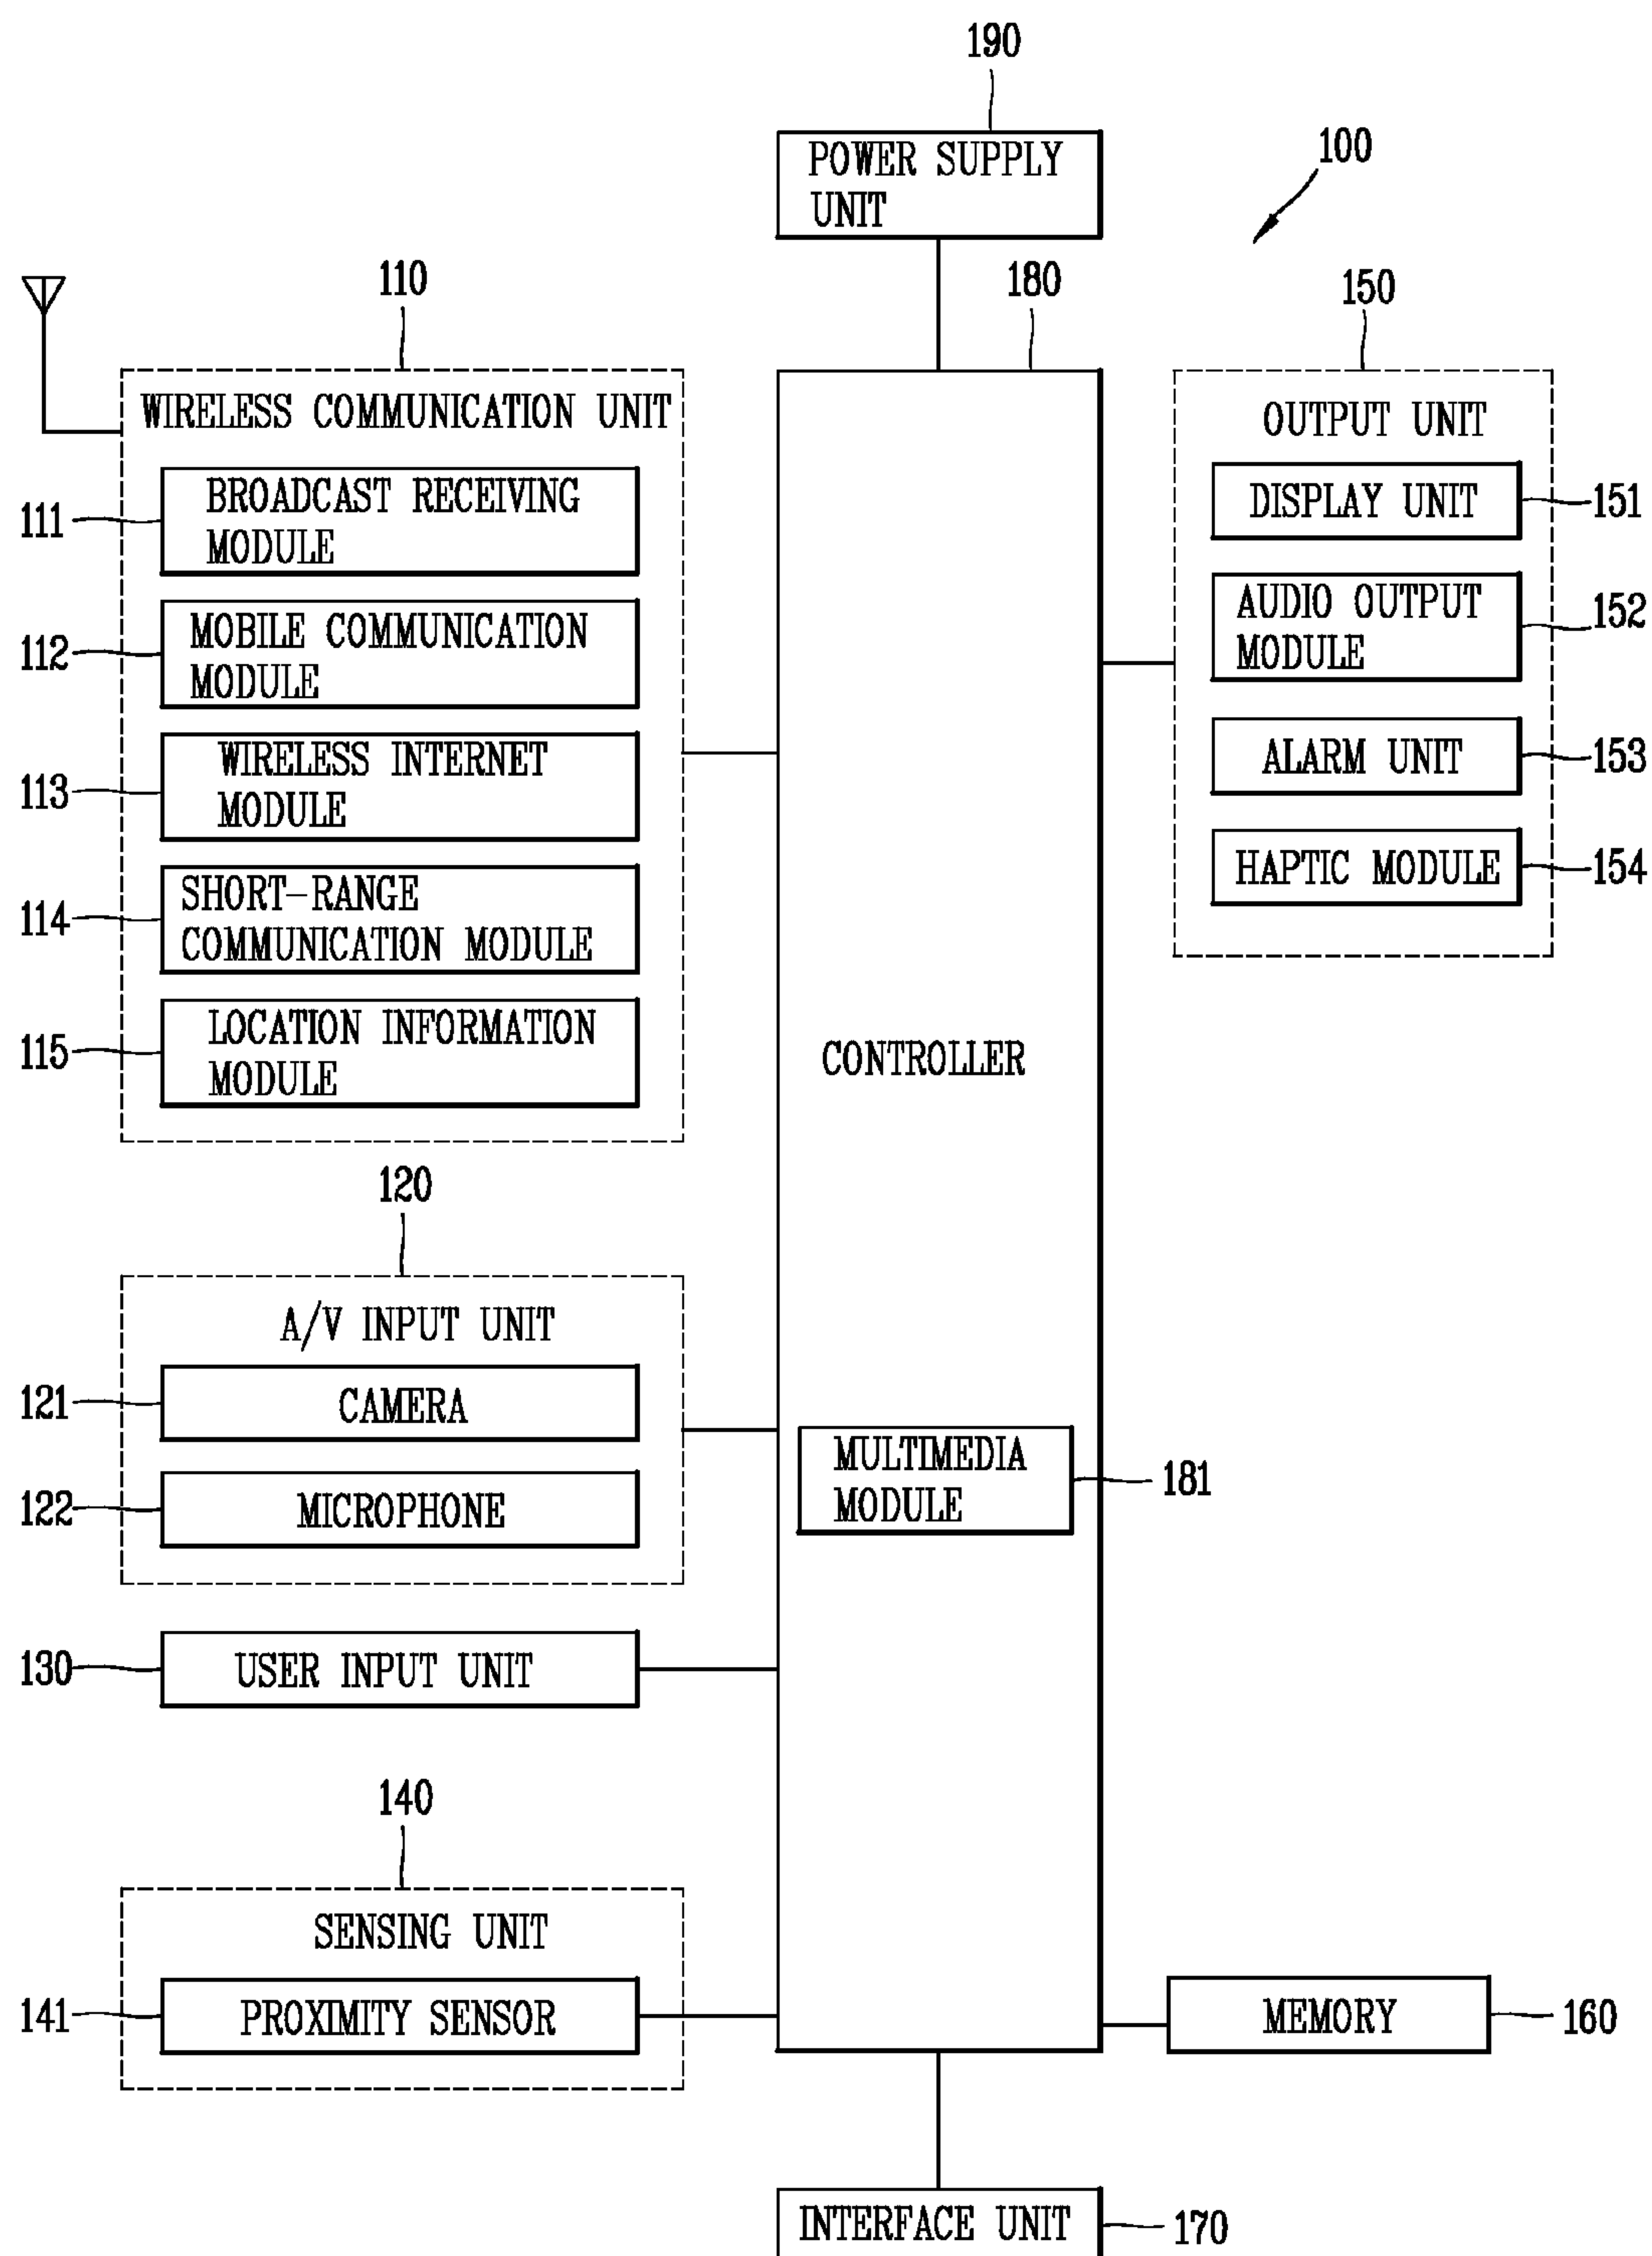 190
POWER SUPPLY
UNIT
100
110
180
150
WIRELESS COMMUNICATION UNIT
111
BROADCAST RECEIVING
MODULE
112
MOBILE COMMUNICATION
MODULE
113
WIRELESS INTERNET
MODULE
114
SHORT-RANGE
COMMUNICATION MODULE
115
LOCATION INFORMATION
MODULE
OUTPUT UNIT
DISPLAY UNIT
151
AUDIO OUTPUT
MODULE
152
ALARM UNIT
153
HAPTIC MODULE
154
CONTROLLER
120
A/V INPUT UNIT
121
CAMERA
122
MICROPHONE
MULTIMEDIA
MODULE
181
130
USER INPUT UNIT
140
SENSING UNIT
141
PROXIMITY SENSOR
MEMORY
160
INTERFACE UNIT
170